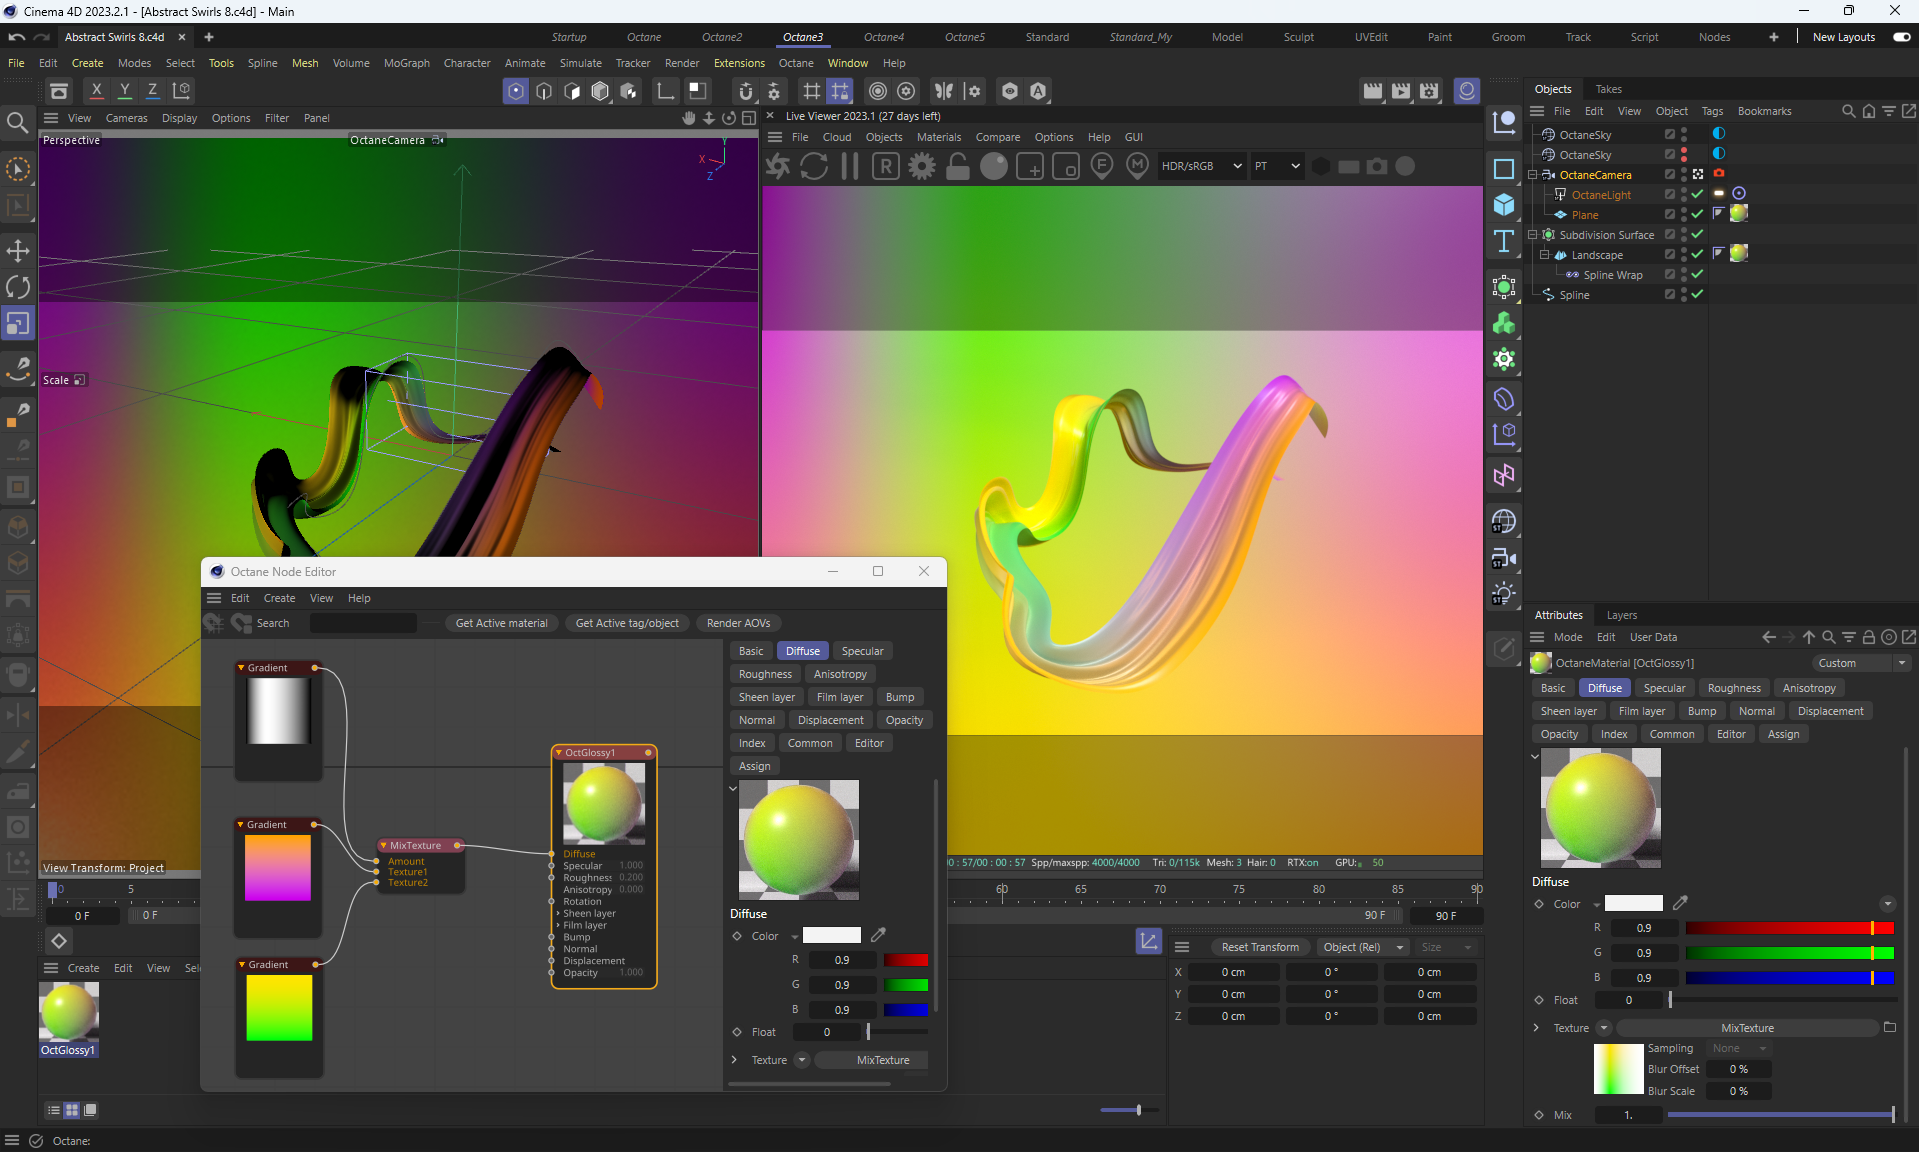 Cinema 4D 2023.2.1 - [Abstract Swirls 8.c4d] - Main
Abstract Swirls 8.c4d
Startup Octane Octane2 Octane3 Octane4 Octane5 Standard Standard_My Model Sculpt UVEdit Paint Groom Track Script Nodes New Layouts
File Edit Create Modes Select Tools Spline Mesh Volume MoGraph Character Animate Simulate Tracker Render Extensions Octane Window Help
X Y Z
View Cameras Display Options Filter Panel
Perspective
OctaneCamera
Y
X
Z
Scale
View Transform: Project
Live Viewer 2023.1 (27 days left)
File Cloud Objects Materials Compare Options Help GUI
R F M HDR/sRGB PT
:57/00 : 00 : 57 Spp/maxspp: 4000/4000 Tri: 0/115k Mesh: 3 Hair: 0 RTX:on GPU: 50
Objects Takes
File Edit View Object Tags Bookmarks
OctaneSky
OctaneSky
OctaneCamera
OctaneLight
Plane
Subdivision Surface
Landscape
Spline Wrap
Spline
ST
ST
ST
Octane Node Editor
Edit Create View Help
Search Get Active material Get Active tag/object Render AOVs
Gradient
Gradient
Gradient
MixTexture
Amount
Texture1
Texture2
OctGlossy1
Diffuse
Specular 1.000
Roughness 0.200
Anisotropy 0.000
Rotation
Sheen layer
Film layer
Bump
Normal
Displacement
Opacity 1.000
Basic Diffuse Specular
Roughness Anisotropy
Sheen layer Film layer Bump
Normal Displacement Opacity
Index Common Editor
Assign
Diffuse
Color
R 0.9
G 0.9
B 0.9
Float 0
Texture MixTexture
0 5 60 65 70 75 80 85 90
0 F 0 F 90 F 90 F
Create Edit View Sel
OctGlossy1
Reset Transform Object (Rel) Size
X 0 cm 0 ° 0 cm
Y 0 cm 0 ° 0 cm
Z 0 cm 0 ° 0 cm
Attributes Layers
Mode Edit User Data
OctaneMaterial [OctGlossy1] Custom
Basic Diffuse Specular Roughness Anisotropy
Sheen layer Film layer Bump Normal Displacement
Opacity Index Common Editor Assign
Diffuse
Color
R 0.9
G 0.9
B 0.9
Float 0
Texture MixTexture
Sampling None
Blur Offset 0 %
Blur Scale 0 %
Mix 1.
Octane: